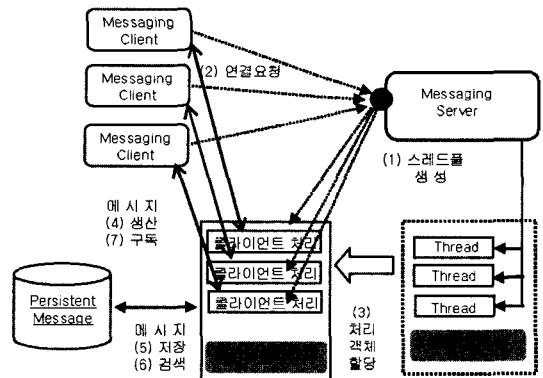 Messaging
Client
Messaging
Client
Messaging
Client
(2) 연결요청
Messaging
Server
(1) 스레드풀
생 성
메 시 지
(4) 생산
(7) 구독
클라이언트 처리
클라이언트 처리
클라이언트 처리
Thread
Thread
Thread
Persistent
Message
메 시 지
(5) 저장
(6) 검색
(3)
처리
객체
할당